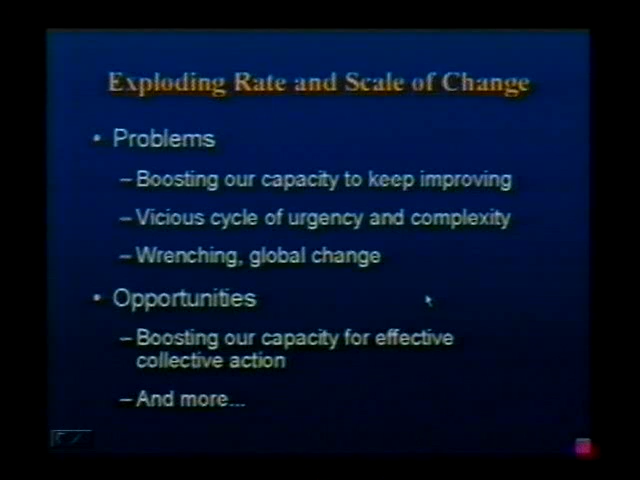 Exploding Rate and Scale of Change
• Problems
– Boosting our capacity to keep improving
– Vicious cycle of urgency and complexity
– Wrenching, global change
• Opportunities
– Boosting our capacity for effective
collective action
– And more...